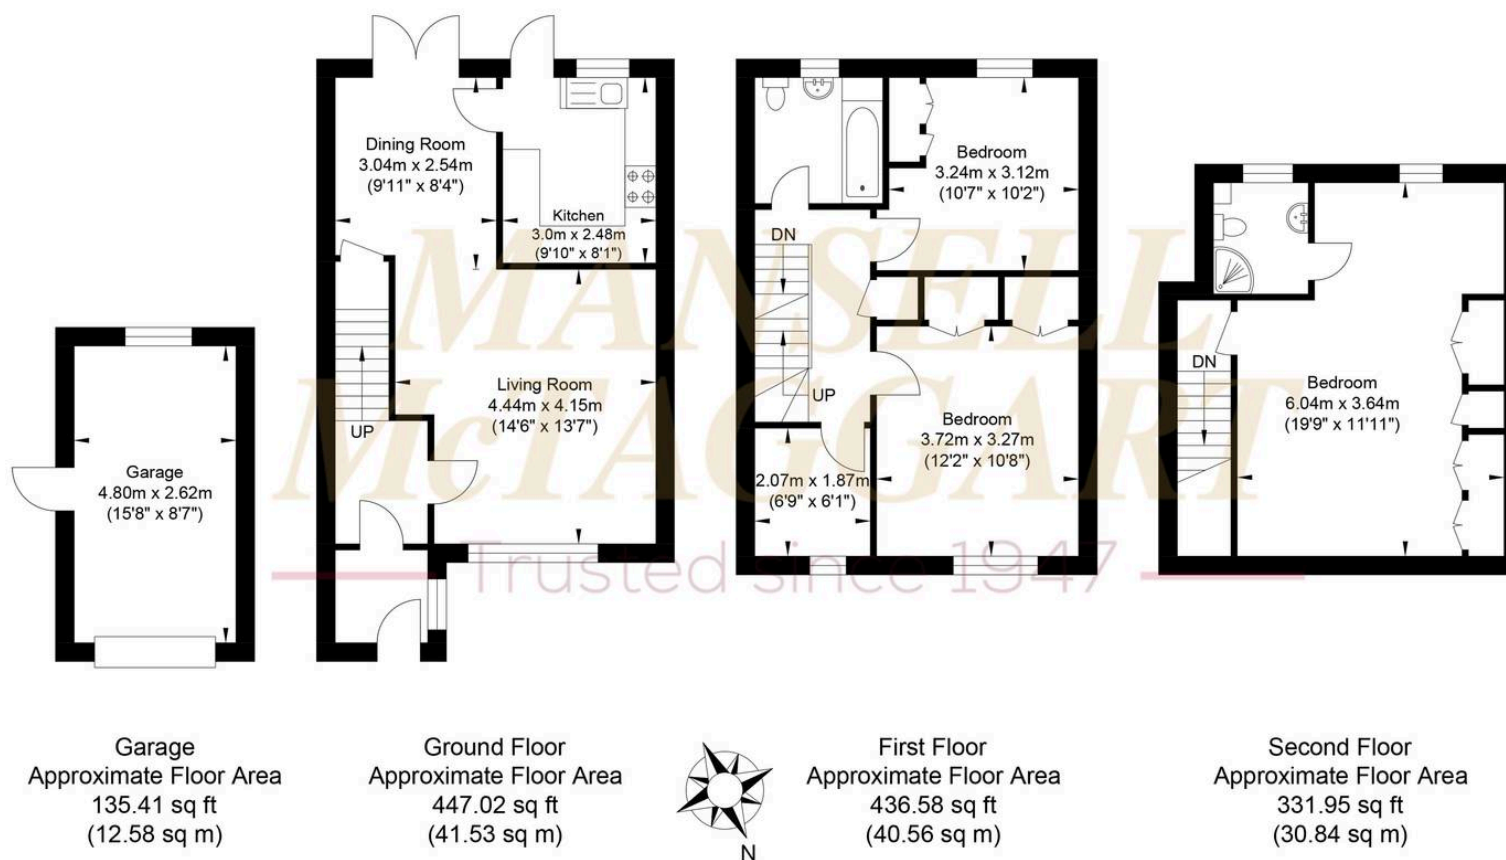 Dining Room
3.04m x 2.54m
(9'11" x 8'4")
Kitchen
3.0m x 2.48m
(9'10" x 8'1")
UP
Living Room
4.44m x 4.15m
(14'6" x 13'7")
Garage
4.80m x 2.62m
(15'8" x 8'7")
Bedroom
3.24m x 3.12m
(10'7" x 10'2")
DN
UP
Bedroom
3.72m x 3.27m
(12'2" x 10'8")
2.07m x 1.87m
(6'9" x 6'1")
DN
Bedroom
6.04m x 3.64m
(19'9" x 11'11")
MANSELL
McTAGGART
Trusted since 1947
Garage
Approximate Floor Area
135.41 sq ft
(12.58 sq m)
Ground Floor
Approximate Floor Area
447.02 sq ft
(41.53 sq m)
N
First Floor
Approximate Floor Area
436.58 sq ft
(40.56 sq m)
Second Floor
Approximate Floor Area
331.95 sq ft
(30.84 sq m)